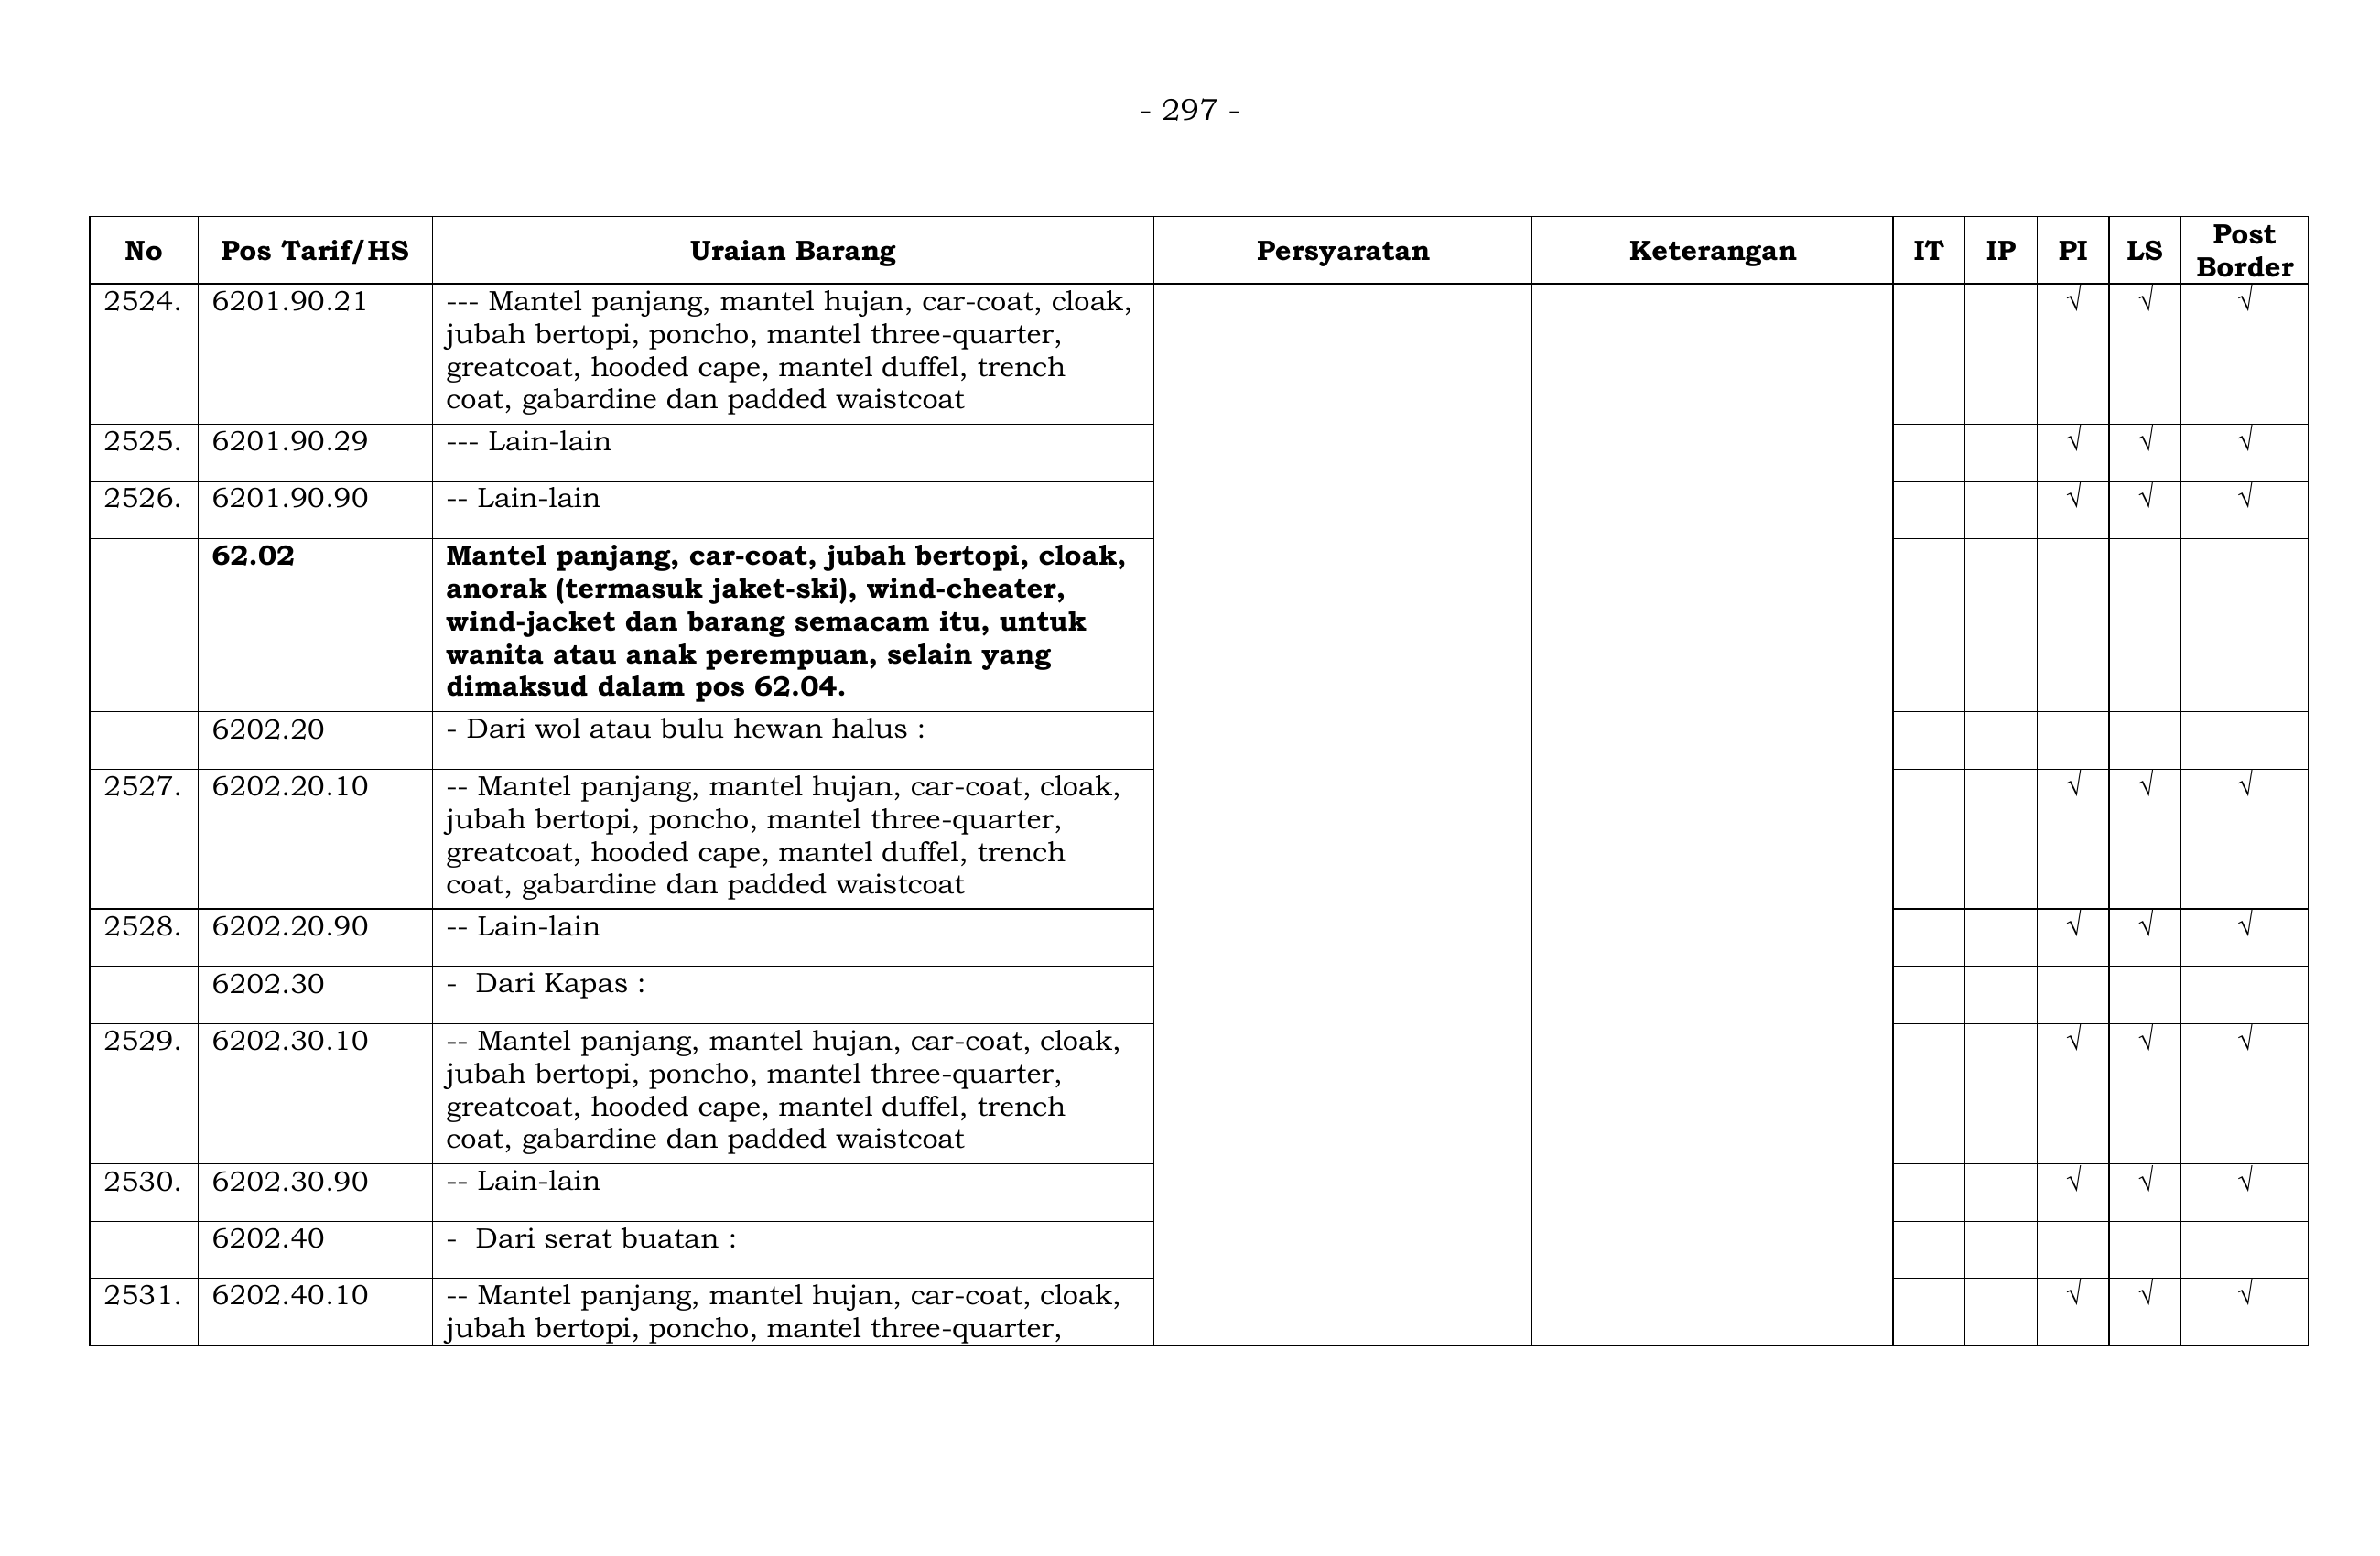 - 297 -
No Pos Tarif/HS Uraian Barang Persyaratan Keterangan IT IP PI LS Post Border
2524. 6201.90.21 --- Mantel panjang, mantel hujan, car-coat, cloak, √ √ √
jubah bertopi, poncho, mantel three-quarter,
greatcoat, hooded cape, mantel duffel, trench
coat, gabardine dan padded waistcoat
2525. 6201.90.29 --- Lain-lain √ √ √
2526. 6201.90.90 -- Lain-lain √ √ √
62.02 Mantel panjang, car-coat, jubah bertopi, cloak,
anorak (termasuk jaket-ski), wind-cheater,
wind-jacket dan barang semacam itu, untuk
wanita atau anak perempuan, selain yang
dimaksud dalam pos 62.04.
6202.20 - Dari wol atau bulu hewan halus :
2527. 6202.20.10 -- Mantel panjang, mantel hujan, car-coat, cloak, √ √ √
jubah bertopi, poncho, mantel three-quarter,
greatcoat, hooded cape, mantel duffel, trench
coat, gabardine dan padded waistcoat
2528. 6202.20.90 -- Lain-lain √ √ √
6202.30 - Dari Kapas :
2529. 6202.30.10 -- Mantel panjang, mantel hujan, car-coat, cloak, √ √ √
jubah bertopi, poncho, mantel three-quarter,
greatcoat, hooded cape, mantel duffel, trench
coat, gabardine dan padded waistcoat
2530. 6202.30.90 -- Lain-lain √ √ √
6202.40 - Dari serat buatan :
2531. 6202.40.10 -- Mantel panjang, mantel hujan, car-coat, cloak, √ √ √
jubah bertopi, poncho, mantel three-quarter,